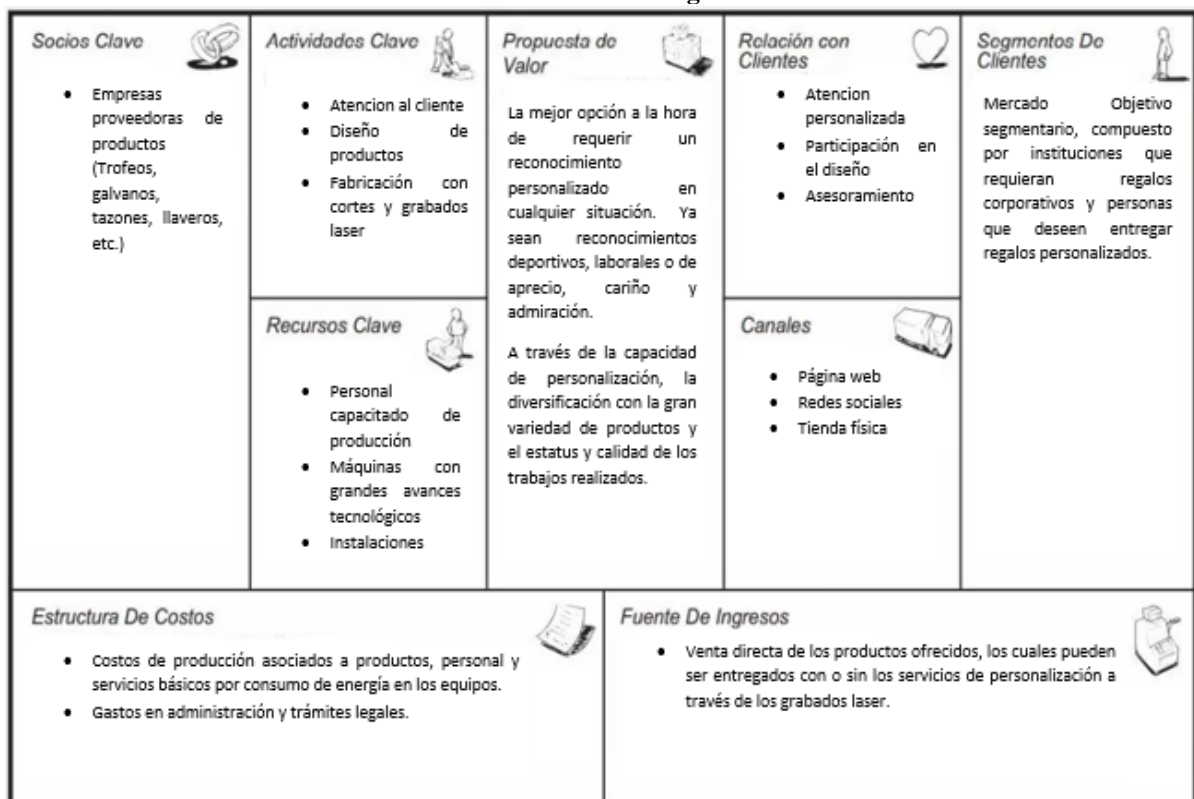 Socios Clave
Empresas
proveedoras de
productos
(Trofeos,
galvanos,
tazones, llaveros,
etc.)
Actividades Clave
Atencion al cliente
Diseño de
productos
Fabricación con
cortes y grabados
laser
Recursos Clave
Personal
capacitado de
producción
Máquinas con
grandes avances
tecnológicos
Instalaciones
Propuesta de
Valor
La mejor opción a la hora
de requerir un
reconocimiento
personalizado en
cualquier situación. Ya
sean reconocimientos
deportivos, laborales o de
aprecio, cariño y
admiración.
A través de la capacidad
de personalización, la
diversificación con la gran
variedad de productos y
el estatus y calidad de los
trabajos realizados.
Relación con
Clientes
Atencion
personalizada
Participación en
el diseño
Asesoramiento
Canales
Página web
Redes sociales
Tienda física
Segmentos De
Clientes
Mercado Objetivo
segmentario, compuesto
por instituciones que
requieran regalos
corporativos y personas
que deseen entregar
regalos personalizados.
Estructura De Costos
Costos de producción asociados a productos, personal y
servicios básicos por consumo de energía en los equipos.
Gastos en administración y trámites legales.
Fuente De Ingresos
Venta directa de los productos ofrecidos, los cuales pueden
ser entregados con o sin los servicios de personalización a
través de los grabados laser.